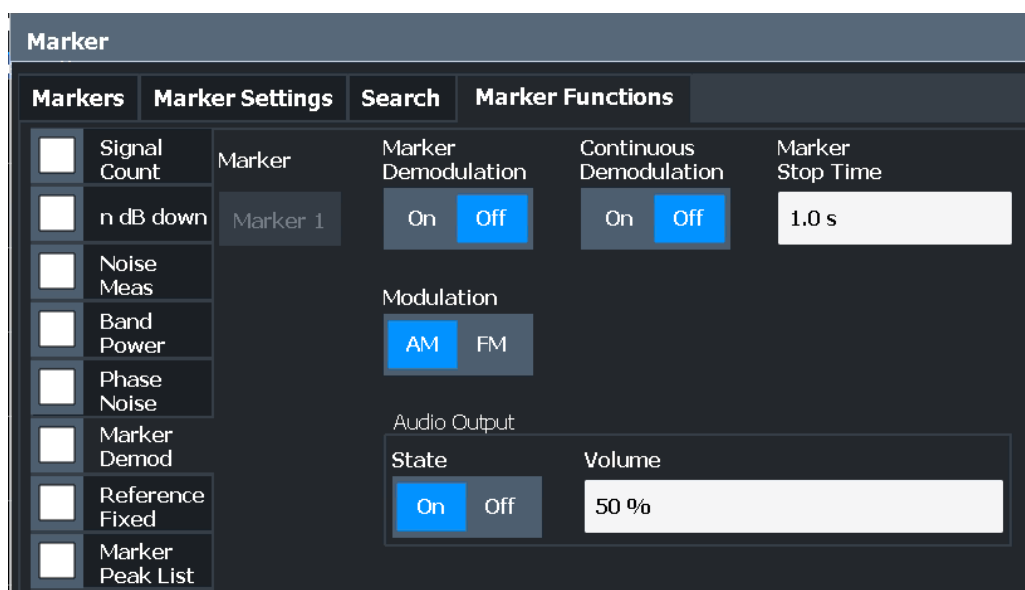 Marker
Markers
Marker Settings
Search
Marker Functions
Signal
Count
n dB down
Noise
Meas
Band
Power
Phase
Noise
Marker
Demod
Reference
Fixed
Marker
Peak List
Marker
Marker 1
Marker
Demodulation
On
Off
Continuous
Demodulation
On
Off
Marker
Stop Time
1.0 s
Modulation
AM
FM
Audio Output
State
On
Off
Volume
50 %